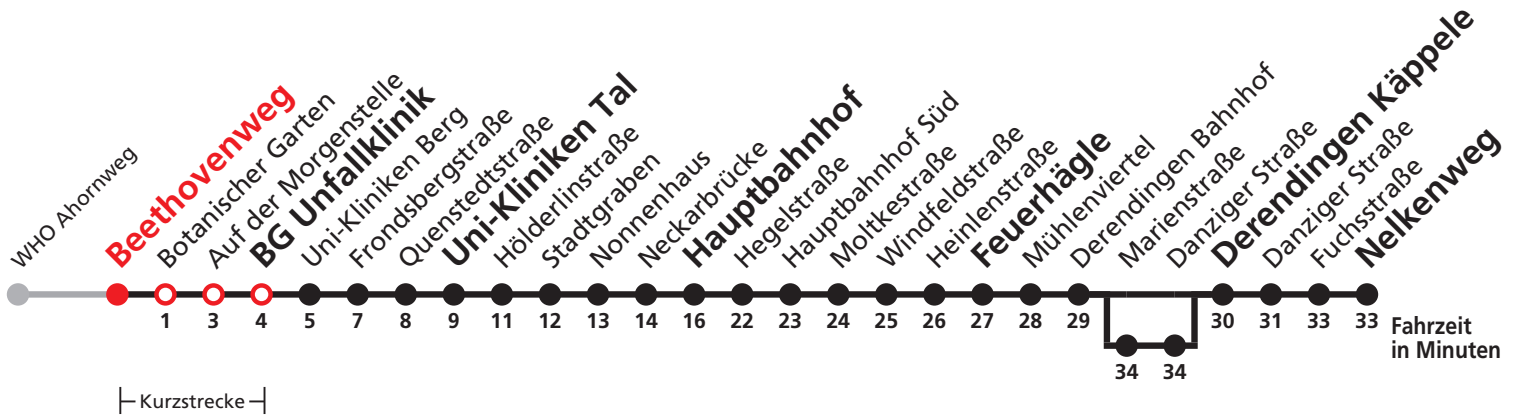 WHO Ahornweg
Beethovenweg
Botanischer Garten
Auf der Morgenstelle
BG Unfallklinik
Uni-Kliniken Berg
Frondsbergstraße
Quenstedtstraße
Uni-Kliniken Tal
Hölderlinstraße
Stadtgraben
Nonnenhaus
Neckarbrücke
Hauptbahnhof
Hegelstraße
Hauptbahnhof Süd
Moltkestraße
Windfeldstraße
Heinlenstraße
Feuerhägle
Mühlenviertel
Derendingen Bahnhof
Marienstraße
Danziger Straße
Derendingen Käppele
Danziger Straße
Fuchsstraße
Nelkenweg
1 3 4 5 7 8 9 11 12 13 14 16 22 23 24 25 26 27 28 29 30 31 33 33
Fahrzeit
in Minuten
34 34
Kurzstrecke